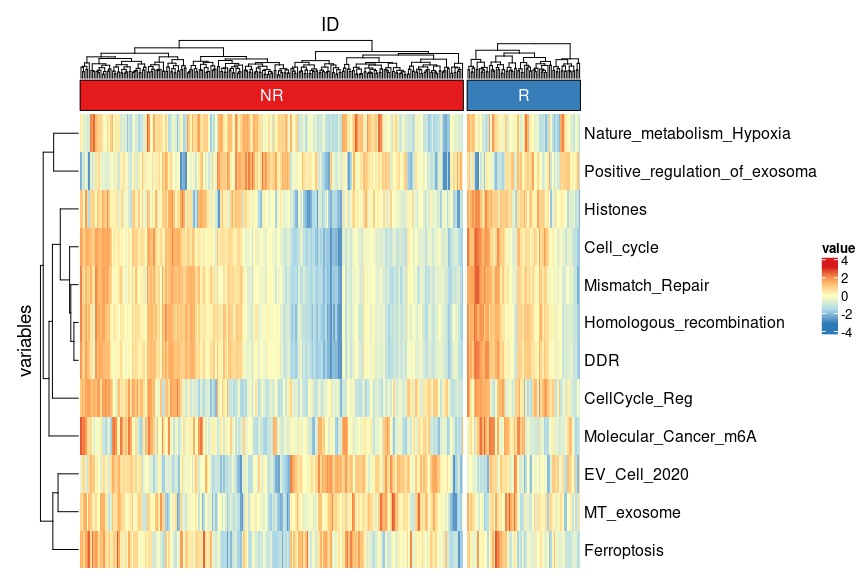 ID
NR
R
Nature_metabolism_Hypoxia
Positive_regulation_of_exosoma
Histones
Cell_cycle
Mismatch_Repair
Homologous_recombination
DDR
CellCycle_Reg
Molecular_Cancer_m6A
EV_Cell_2020
MT_exosome
Ferroptosis
variables
value
4
2
0
-2
-4